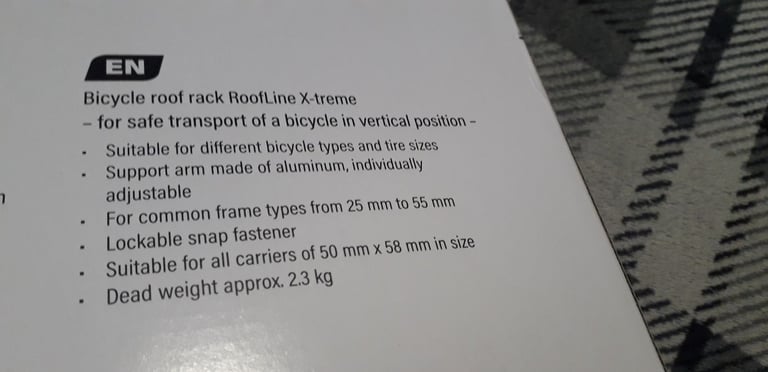 EN
Bicycle roof rack RoofLine X-treme
– for safe transport of a bicycle in vertical position –
• Suitable for different bicycle types and tire sizes
• Support arm made of aluminum, individually
adjustable
• For common frame types from 25 mm to 55 mm
• Lockable snap fastener
• Suitable for all carriers of 50 mm x 58 mm in size
• Dead weight approx. 2.3 kg